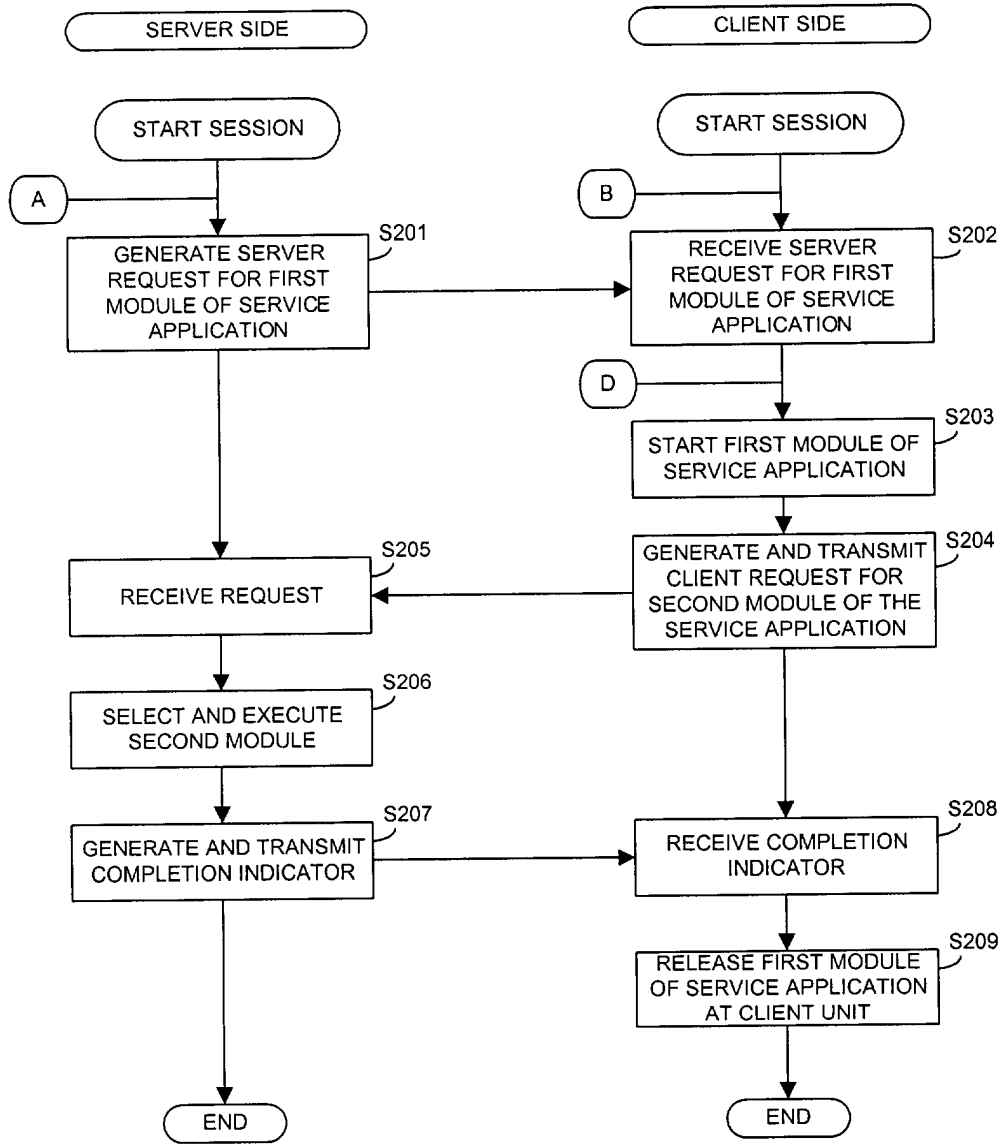 SERVER SIDE
CLIENT SIDE
START SESSION
START SESSION
A
B
S201
GENERATE SERVER
REQUEST FOR FIRST
MODULE OF SERVICE
APPLICATION
S202
RECEIVE SERVER
REQUEST FOR FIRST
MODULE OF SERVICE
APPLICATION
D
S203
START FIRST MODULE OF
SERVICE APPLICATION
S205
RECEIVE REQUEST
S204
GENERATE AND TRANSMIT
CLIENT REQUEST FOR
SECOND MODULE OF THE
SERVICE APPLICATION
S206
SELECT AND EXECUTE
SECOND MODULE
S207
GENERATE AND TRANSMIT
COMPLETION INDICATOR
S208
RECEIVE COMPLETION
INDICATOR
S209
RELEASE FIRST MODULE
OF SERVICE APPLICATION
AT CLIENT UNIT
END
END